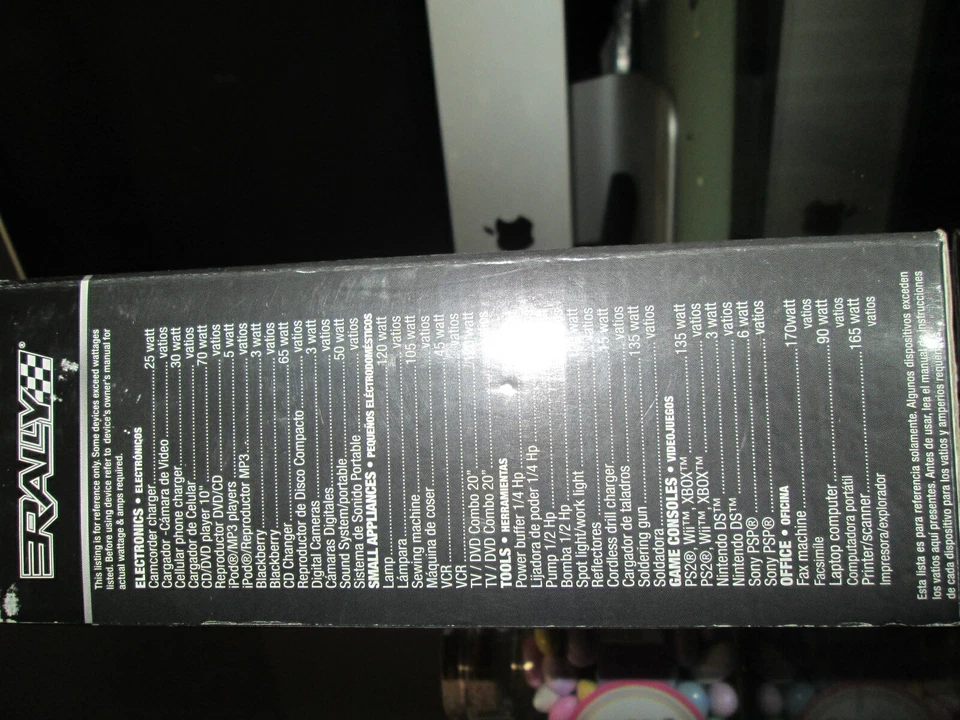 RALLY®
This listing is for reference only. Some devices exceed wattages
listed. Before using device refer to device's owner's manual for
actual wattage & amps required.
ELECTRONICS • ELECTRÓNICOS
Camcorder charger 25 watt
Cargador -Cámara de Vídeo vatios
Cellular phone charger 30 watt
Cargador de Celular vatios
CD/DVD player 10" 70 watt
Reproductor DVD/CD vatios
iPod®/MP3 players 5 watt
iPod®/Reproductor MP3 vatios
Blackberry 3 watt
Blackberry vatios
CD Changer 65 watt
Reproductor de Disco Compacto vatios
Digital Cameras 3 watt
Cámaras Digitales vatios
Sound System/portable 50 watt
Sistema de Sonido Portable vatios
SMALL APPLIANCES • PEQUEÑOS ELÉCTRODOMÉSTICOS
Lamp 120 watt
Lámpara vatios
Sewing machine 105 watt
Máquina de coser vatios
VCR 45 watt
VCR vatios
TV / DVD Combo 20"
TV / DVD Combo 20"
TOOLS • HERRAMIENTAS
Power buffer 1/4 Hp
Lijadora de poder 1/4 Hp
Pump 1/2 Hp
Bomba 1/2 Hp
Spot light/work light
Reflectores
Cordless drill charger
Cargador de taladros vatios
Soldering gun 135 watt
Soldadora vatios
GAME CONSOLES • VIDEOJUEGOS
PS2®, Wii™ XBOX™ 135 watt
PS2®, Wii™ XBOX™ vatios
Nintendo DS™ 3 watt
Nintendo DS™ vatios
Sony PSP® 6 watt
Sony PSP® vatios
OFFICE • OFICINA
Fax machine 170watt
Facsmile vatios
Laptop computer 90 watt
Computadora portátil vatios
Printer/scanner 165 watt
Impresora/explorador vatios
Esta lista es para referencia solamente. Algunos dispositivos exceden
los vatios aquí presentes. Antes de usar, lea el manual de instrucciones
de cada dispositivo para los vatios y amperios requeridos.